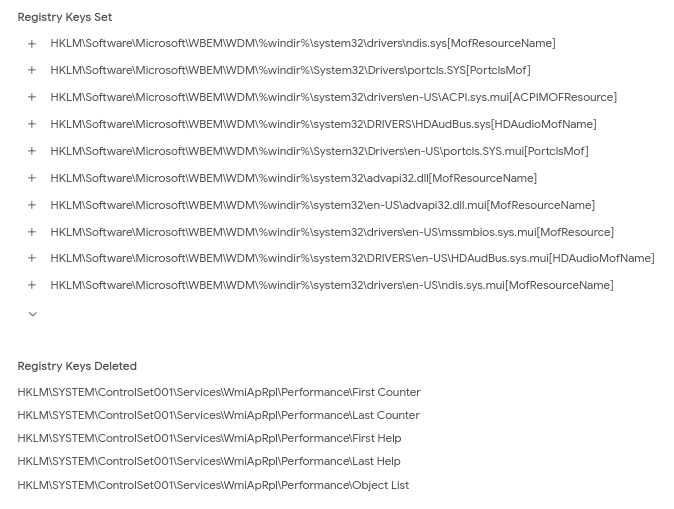 Registry Keys Set
HKLM\Software\Microsoft\WBEM\WDM\%windir%\system32\drivers\ndis.sys[MofResourceName]
HKLM\Software\Microsoft\WBEM\WDM\%windir%\System32\Drivers\portcls.SYS[PortclsMof]
HKLM\Software\Microsoft\WBEM\WDM\%windir%\system32\drivers\en-US\ACPI.sys.mui[ACPIMOFResource]
HKLM\Software\Microsoft\WBEM\WDM\%windir%\system32\DRIVERS\HDAudBus.sys[HDAudioMofName]
HKLM\Software\Microsoft\WBEM\WDM\%windir%\System32\Drivers\en-US\portcls.SYS.mui[PortclsMof]
HKLM\Software\Microsoft\WBEM\WDM\%windir%\system32\advapi32.dll[MofResourceName]
HKLM\Software\Microsoft\WBEM\WDM\%windir%\system32\en-US\advapi32.dll.mui[MofResourceName]
HKLM\Software\Microsoft\WBEM\WDM\%windir%\system32\drivers\en-US\mssmbios.sys.mui[MofResource]
HKLM\Software\Microsoft\WBEM\WDM\%windir%\system32\DRIVERS\en-US\HDAudBus.sys.mui[HDAudioMofName]
HKLM\Software\Microsoft\WBEM\WDM\%windir%\system32\drivers\en-US\ndis.sys.mui[MofResourceName]
Registry Keys Deleted
HKLM\SYSTEM\ControlSet001\Services\WmiApRpl\Performance\First Counter
HKLM\SYSTEM\ControlSet001\Services\WmiApRpl\Performance\Last Counter
HKLM\SYSTEM\ControlSet001\Services\WmiApRpl\Performance\First Help
HKLM\SYSTEM\ControlSet001\Services\WmiApRpl\Performance\Last Help
HKLM\SYSTEM\ControlSet001\Services\WmiApRpl\Performance\Object List